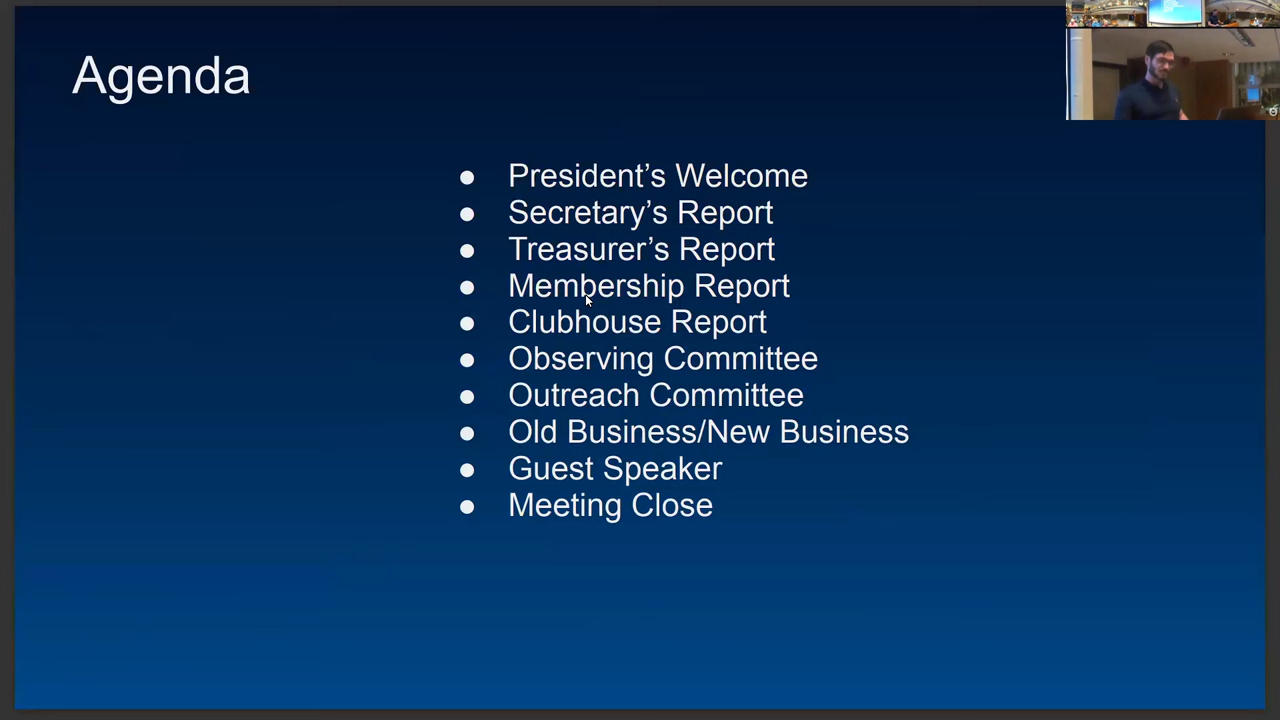 Agenda
● President’s Welcome
● Secretary’s Report
● Treasurer’s Report
● Membership Report
● Clubhouse Report
● Observing Committee
● Outreach Committee
● Old Business/New Business
● Guest Speaker
● Meeting Close